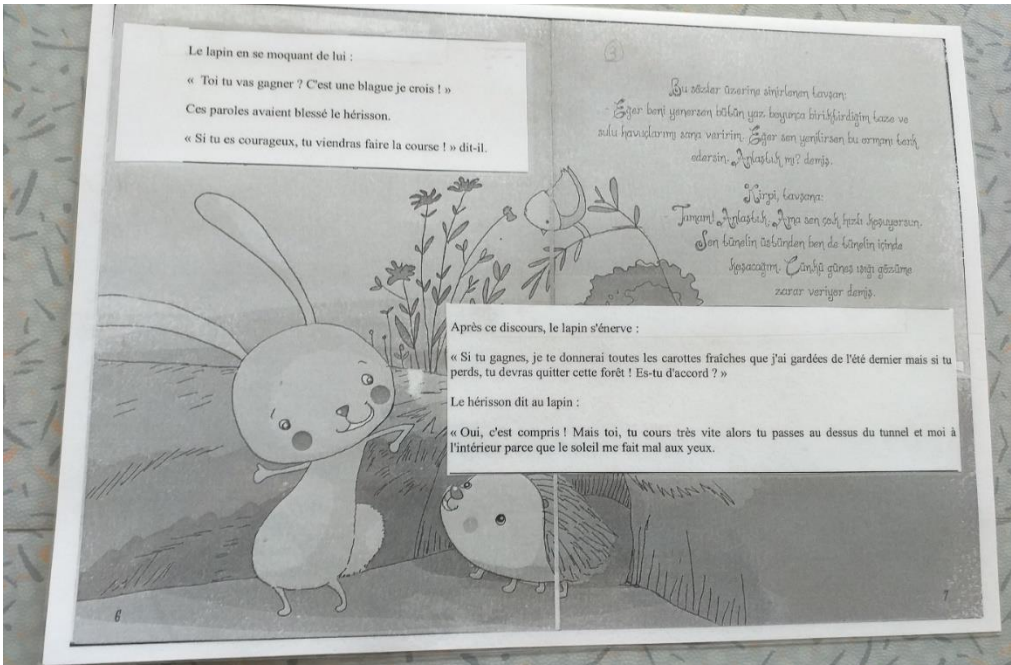 Le lapin en se moquant de lui :
« Toi tu vas gagner ? C'est une blague je crois ! »
Ces paroles avaient blessé le hérisson.
« Si tu es courageux, tu viendras faire la course ! » dit-il.
3
Bu sözler üzerine sinirlenen tavşan:
- Eğer beni yenersen bütün yaz boyunca biriktirdiğim taze ve
sulu havuçlarımı sana veririm. Eğer sen yenilirsen bu ormanı terk
edersin. Anlaştık mı? demiş.
Kirpi, tavşana:
- Tamam! Anlaştık. Ama sen çok hızlı koşuyorsun.
Sen tünelin üstünden ben de tünelin içinde
koşacağım. Çünkü güneş ışığı gözüme
zarar veriyor demiş.
Après ce discours, le lapin s'énerve :
« Si tu gagnes, je te donnerai toutes les carottes fraîches que j'ai gardées de l'été dernier mais si tu
perds, tu devras quitter cette forêt ! Es-tu d'accord ? »
Le hérisson dit au lapin :
« Oui, c'est compris ! Mais toi, tu cours très vite alors tu passes au dessus du tunnel et moi à
l'intérieur parce que le soleil me fait mal aux yeux.
6
7